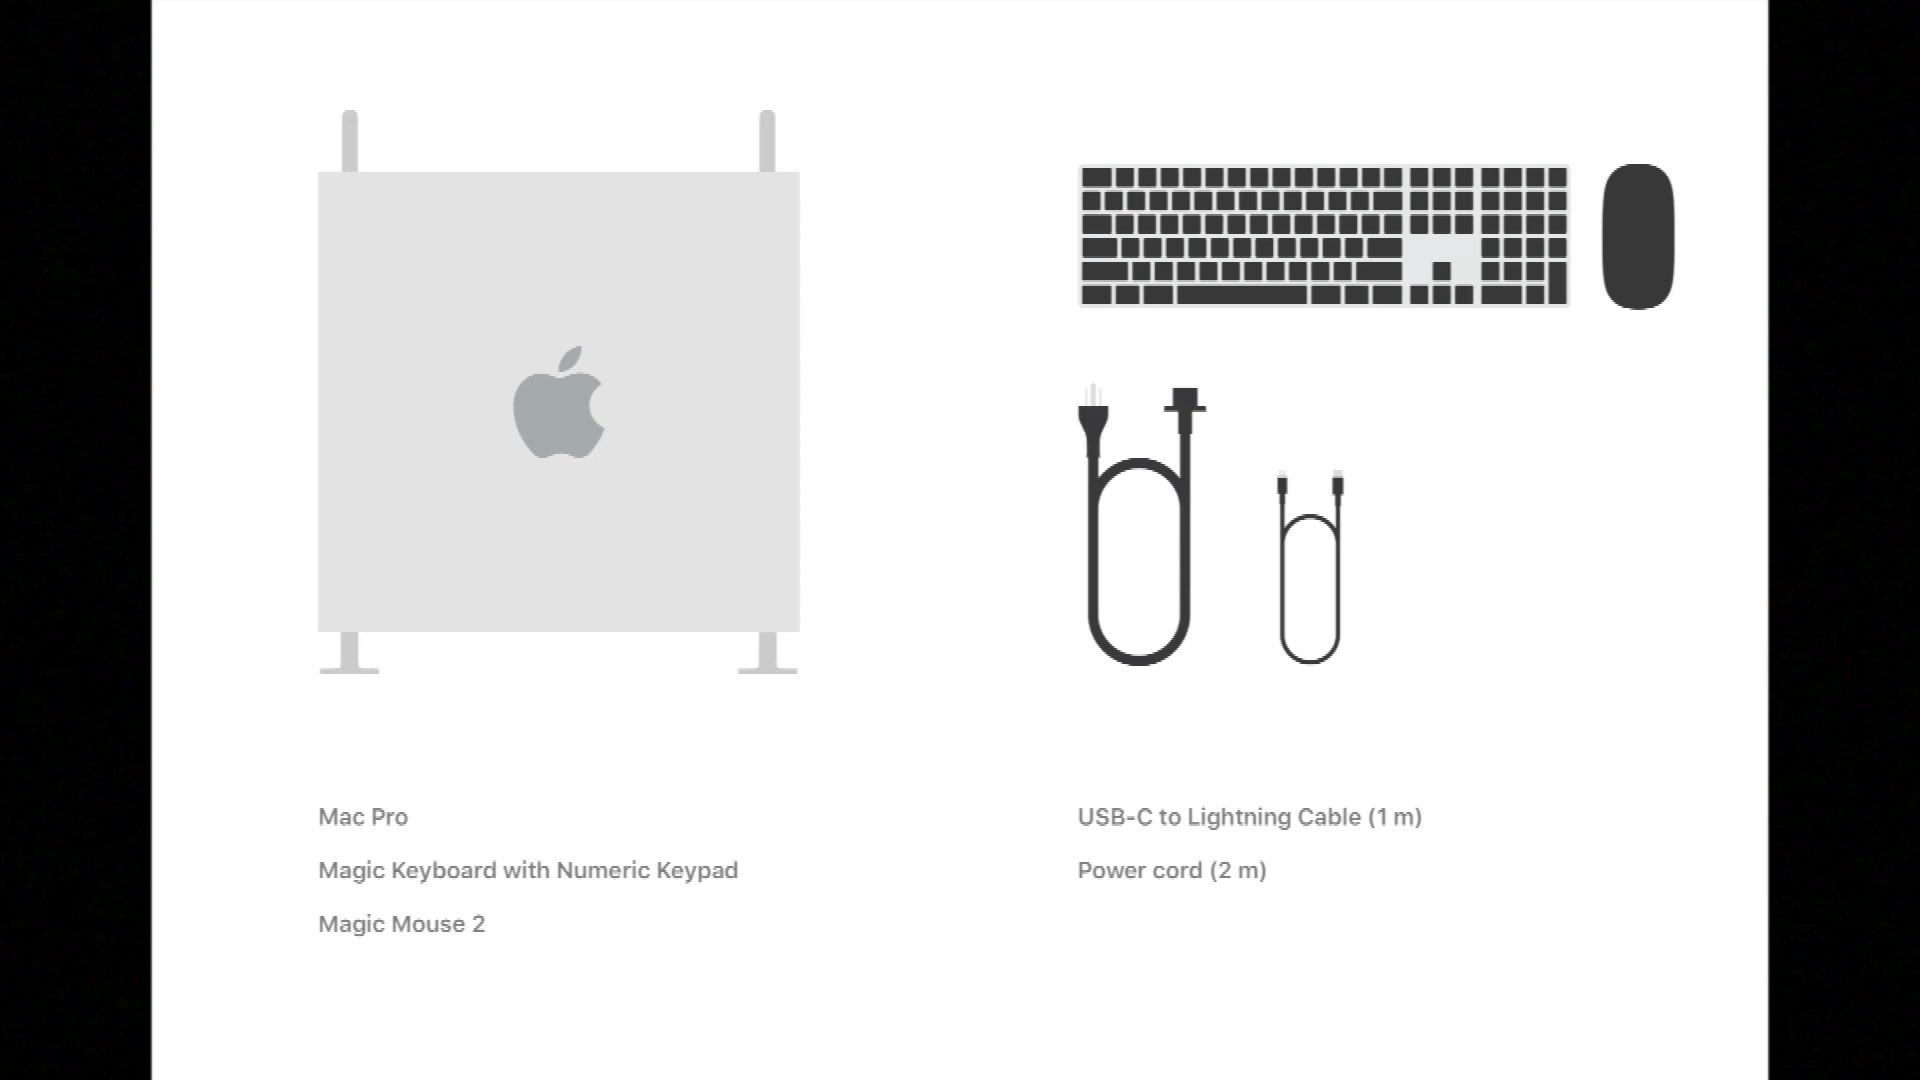 Mac Pro
Magic Keyboard with Numeric Keypad
Magic Mouse 2
USB-C to Lightning Cable (1 m)
Power cord (2 m)